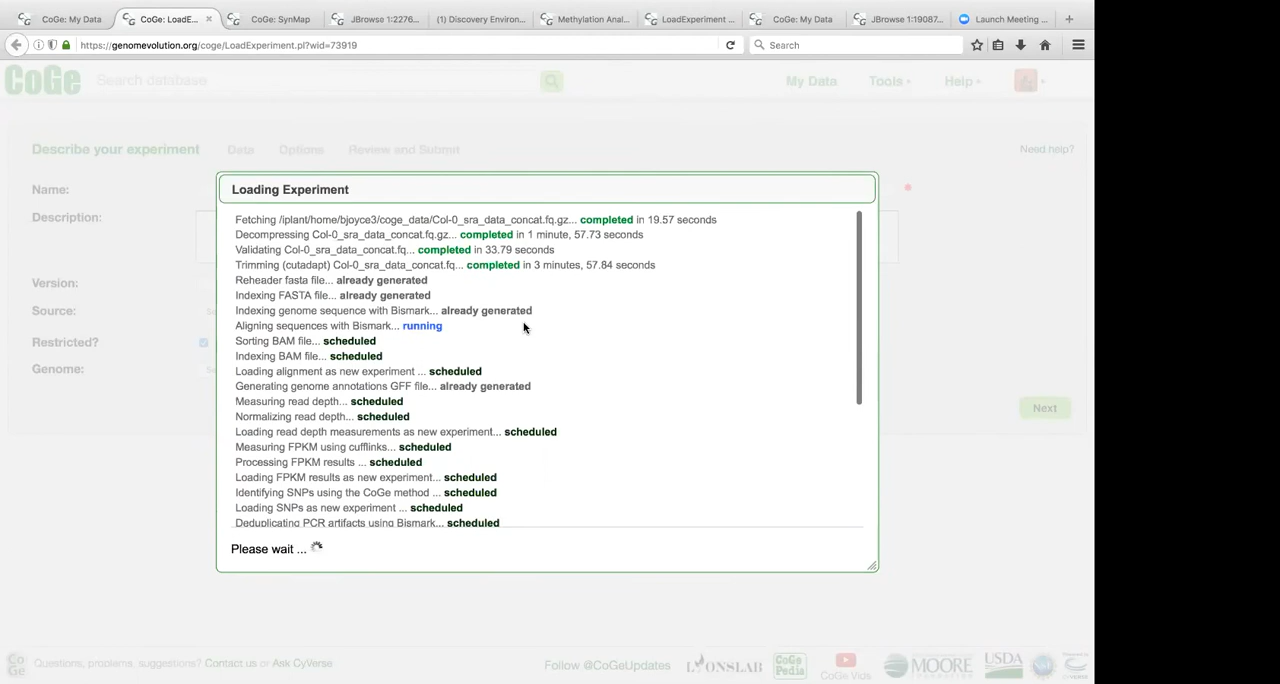 CoGe: My Data
CoGe: LoadE...
CoGe: SynMap
JBrowse 1:2276...
(1) Discovery Environ...
Methylation Anal...
LoadExperiment ...
CoGe: My Data
JBrowse 1:19087...
Launch Meeting ...
https://genomevolution.org/coge/LoadExperiment.pl?wid=73919
Search
CoGe
Search database
My Data
Tools
Help
Describe your experiment
Data
Options
Review and Submit
Need help?
Name:
Description:
Version:
Source:
Restricted?
Genome:
Next
Loading Experiment
Fetching /iplant/home/bjoyce3/coge_data/Col-0_sra_data_concat.fq.gz... completed in 19.57 seconds
Decompressing Col-0_sra_data_concat.fq.gz... completed in 1 minute, 57.73 seconds
Validating Col-0_sra_data_concat.fq... completed in 33.79 seconds
Trimming (cutadapt) Col-0_sra_data_concat.fq... completed in 3 minutes, 57.84 seconds
Reheader fasta file... already generated
Indexing FASTA file... already generated
Indexing genome sequence with Bismark... already generated
Aligning sequences with Bismark... running
Sorting BAM file... scheduled
Indexing BAM file... scheduled
Loading alignment as new experiment ... scheduled
Generating genome annotations GFF file... already generated
Measuring read depth... scheduled
Normalizing read depth... scheduled
Loading read depth measurements as new experiment... scheduled
Measuring FPKM using cufflinks... scheduled
Processing FPKM results ... scheduled
Loading FPKM results as new experiment... scheduled
Identifying SNPs using the CoGe method ... scheduled
Loading SNPs as new experiment ... scheduled
Deduplicating PCR artifacts using Bismark... scheduled
Please wait ...
CoGe
Questions, problems, suggestions? Contact us or Ask CyVerse
Follow @CoGeUpdates
LYONSLAB
CoGe Pedia
CoGe Vids
MOORE
USDA